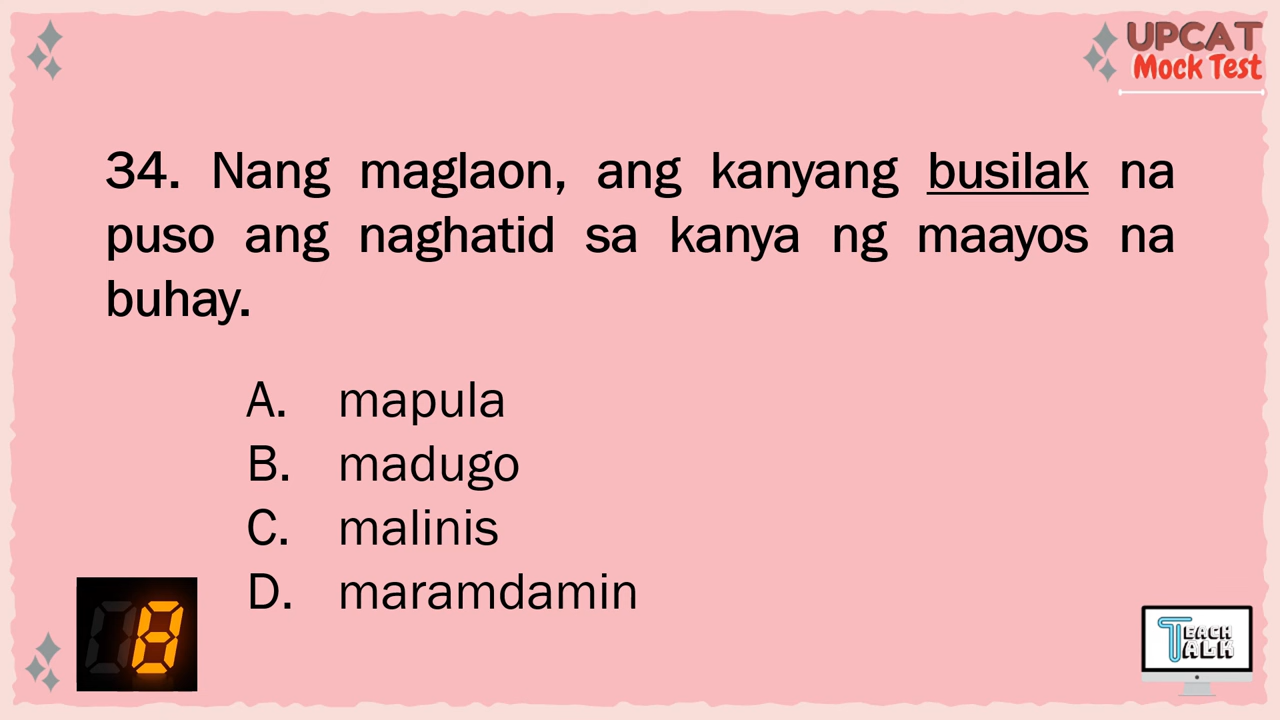 UPCAT
Mock Test
34. Nang maglaon, ang kanyang busilak na
puso ang naghatid sa kanya ng maayos na
buhay.
A. mapula
B. madugo
C. malinis
D. maramdamin
8
TEACH
TALK